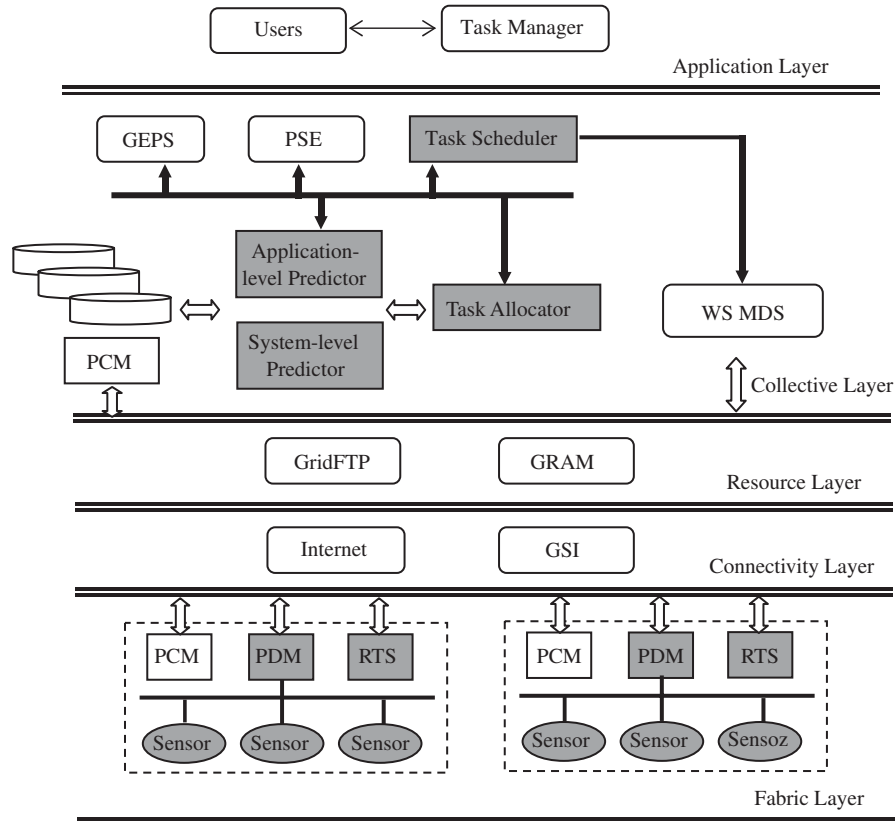 Users
Task Manager
Application Layer
GEPS
PSE
Task Scheduler
Application-
level Predictor
Task Allocator
WS MDS
System-level
Predictor
PCM
Collective Layer
GridFTP
GRAM
Resource Layer
Internet
GSI
Connectivity Layer
PCM
PDM
RTS
PCM
PDM
RTS
Sensor
Sensor
Sensor
Sensor
Sensor
Sensoz
Fabric Layer